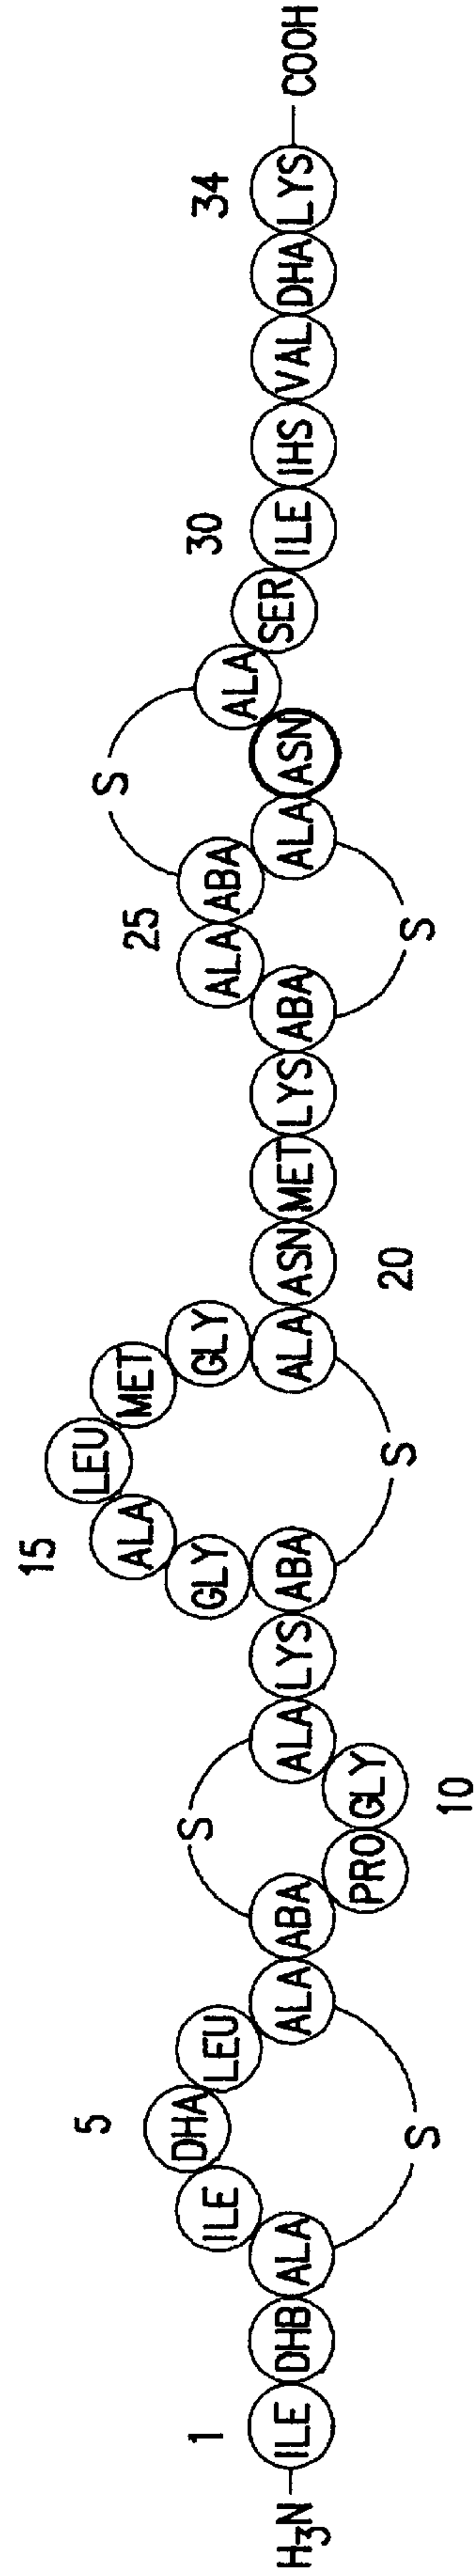 H₃N
1
ILE
DHB
ALA
ILE
5
DHA
LEU
ALA
S
ABA
PRO
GLY
10
ALA
S
LYS
ABA
GLY
15
ALA
LEU
MET
GLY
ALA
S
ASN
20
MET
LYS
ABA
ALA
25
ABA
ALA
S
ASN
ALA
S
SER
ILE
30
IHS
VAL
DHA
LYS
34
COOH